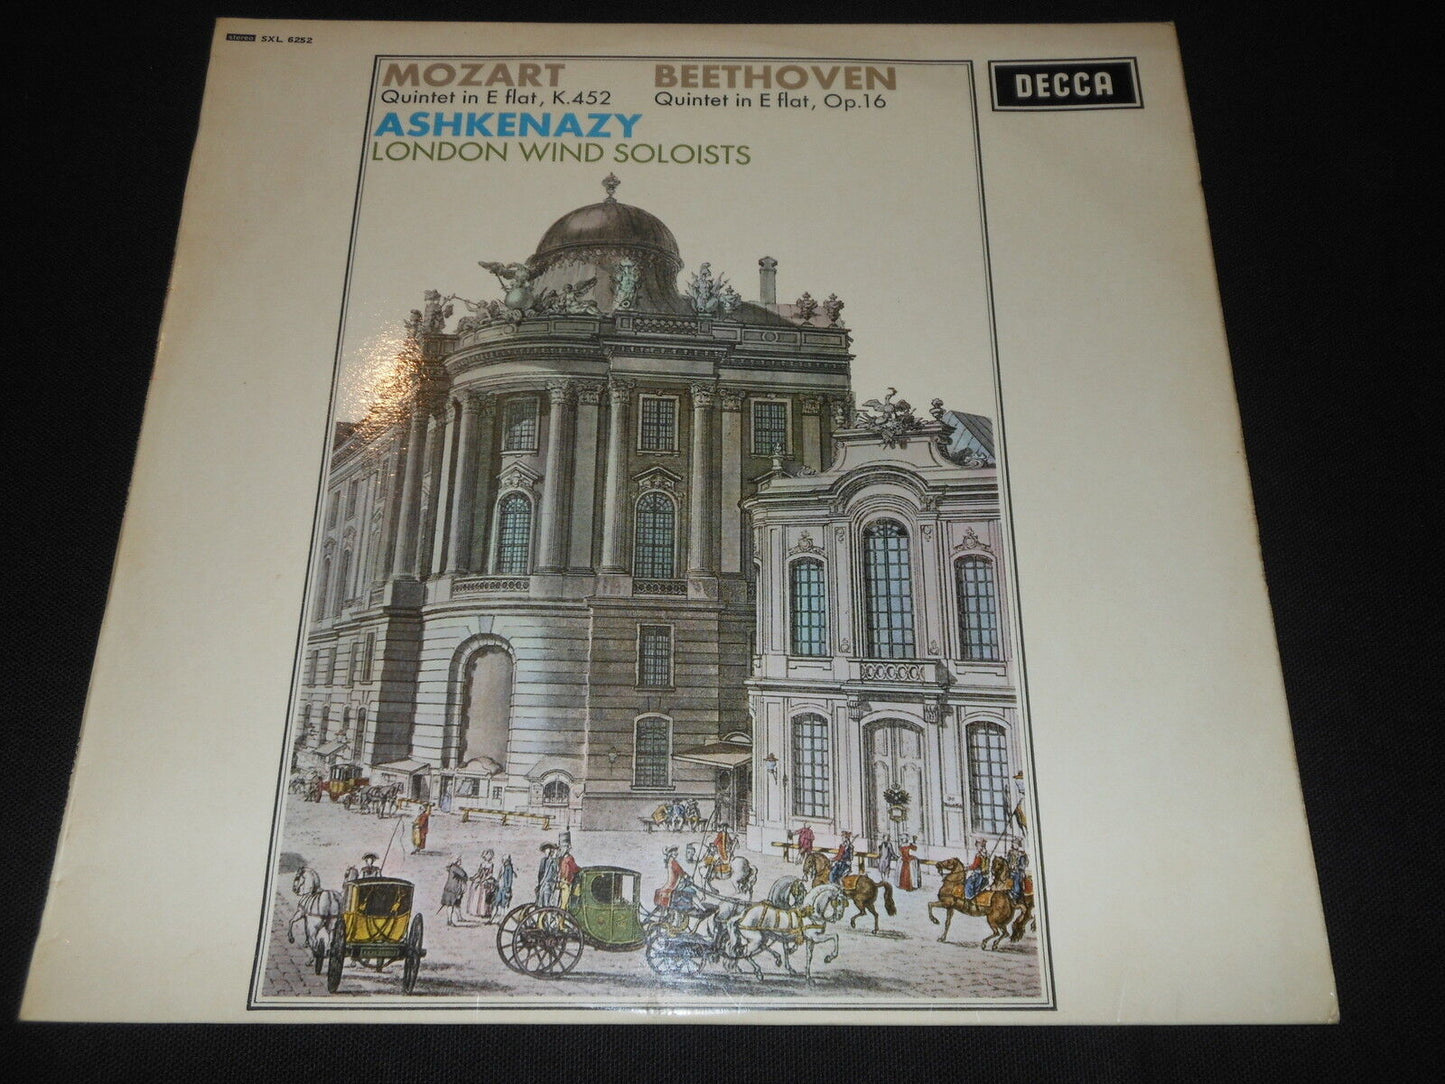 stereo SXL 6252
MOZART BEETHOVEN
Quintet in E flat, K.452 Quintet in E flat, Op.16
ASHKENAZY
LONDON WIND SOLOISTS
DECCA